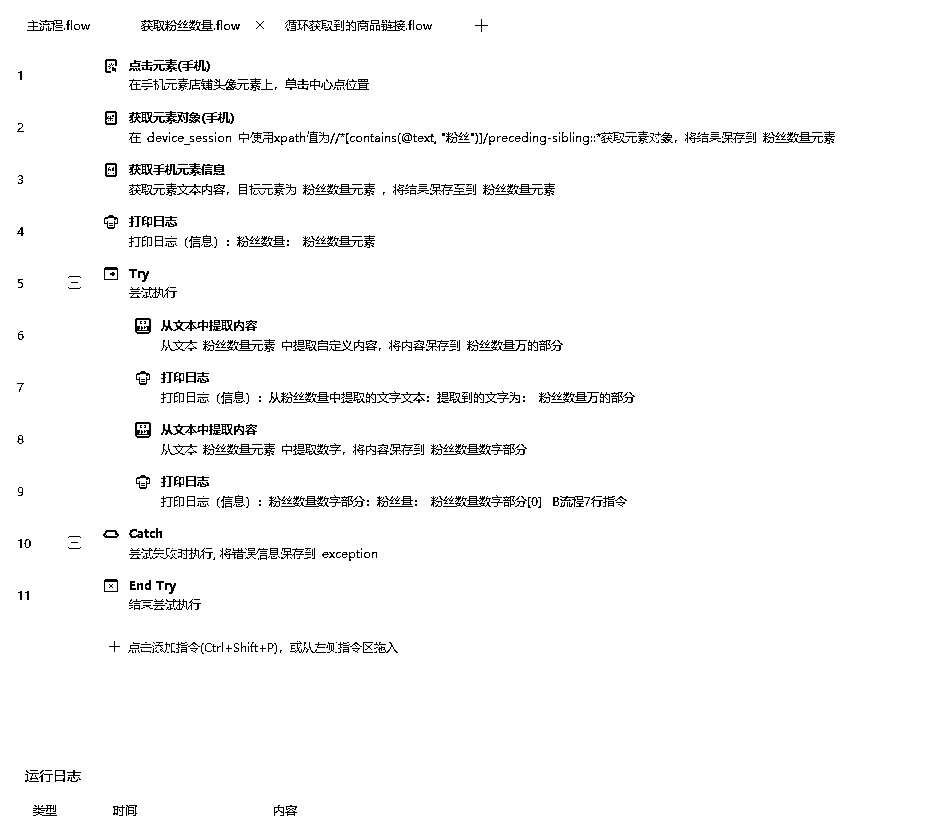 主流程.flow 获取粉丝数量.flow × 循环获取到的商品链接.flow +
1 点击元素(手机)
在手机元素店铺头像元素上，单击中心点位置
2 获取元素对象(手机)
在 device_session 中使用xpath值为//*[contains(@text, "粉丝")]/preceding-sibling::*获取元素对象，将结果保存到 粉丝数量元素
3 获取手机元素信息
获取元素文本内容，目标元素为 粉丝数量元素 ，将结果保存至到 粉丝数量元素
4 打印日志
打印日志（信息）：粉丝数量： 粉丝数量元素
5 Try
尝试执行
6 从文本中提取内容
从文本 粉丝数量元素 中提取自定义内容，将内容保存到 粉丝数量万的部分
7 打印日志
打印日志（信息）：从粉丝数量中提取的文字文本：提取到的文字为： 粉丝数量万的部分
8 从文本中提取内容
从文本 粉丝数量元素 中提取数字，将内容保存到 粉丝数量数字部分
9 打印日志
打印日志（信息）：粉丝数量数字部分：粉丝量： 粉丝数量数字部分[0] B流程7行指令
10 Catch
尝试失败时执行, 将错误信息保存到 exception
11 End Try
结束尝试执行
+ 点击添加指令(Ctrl+Shift+P)，或从左侧指令区拖入
运行日志
类型 时间 内容